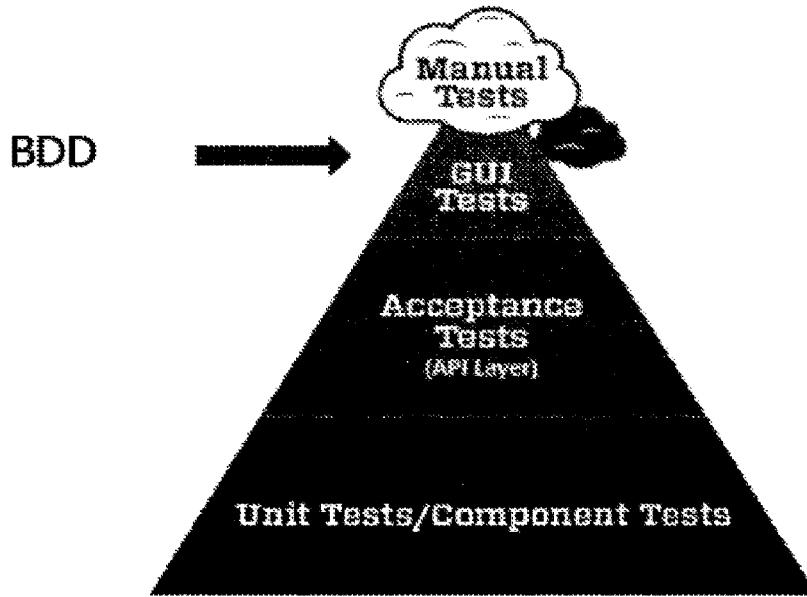 Manual
Tests
BDD
GUI
Tests
Acceptance
Tests
(API Layer)
Unit Tests/Component Tests